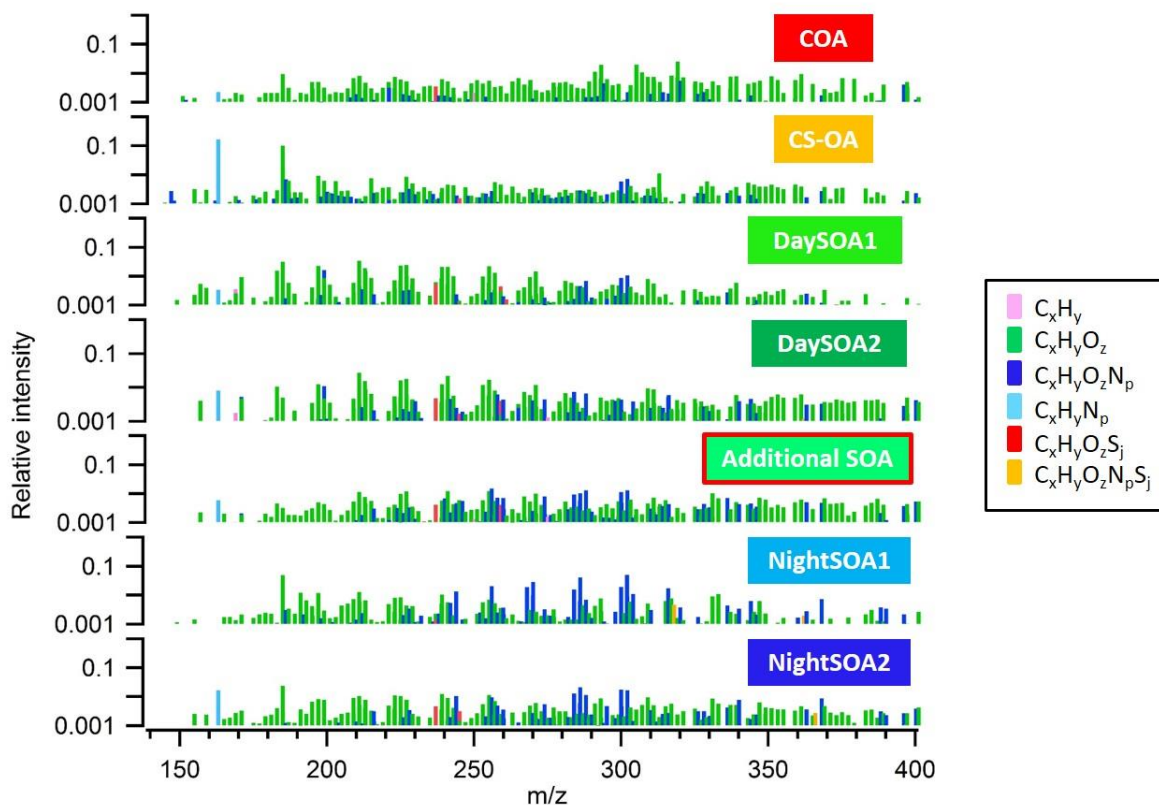 COA
0.1
0.001
CS-OA
0.1
0.001
DaySOA1
0.1
0.001
DaySOA2
0.1
0.001
Additional SOA
0.1
0.001
NightSOA1
0.1
0.001
NightSOA2
0.1
0.001
Relative intensity
150 200 250 300 350 400
m/z
CxHy
CxHyOz
CxHyOzNp
CxHyNp
CxHyOzSj
CxHyOzNpSj